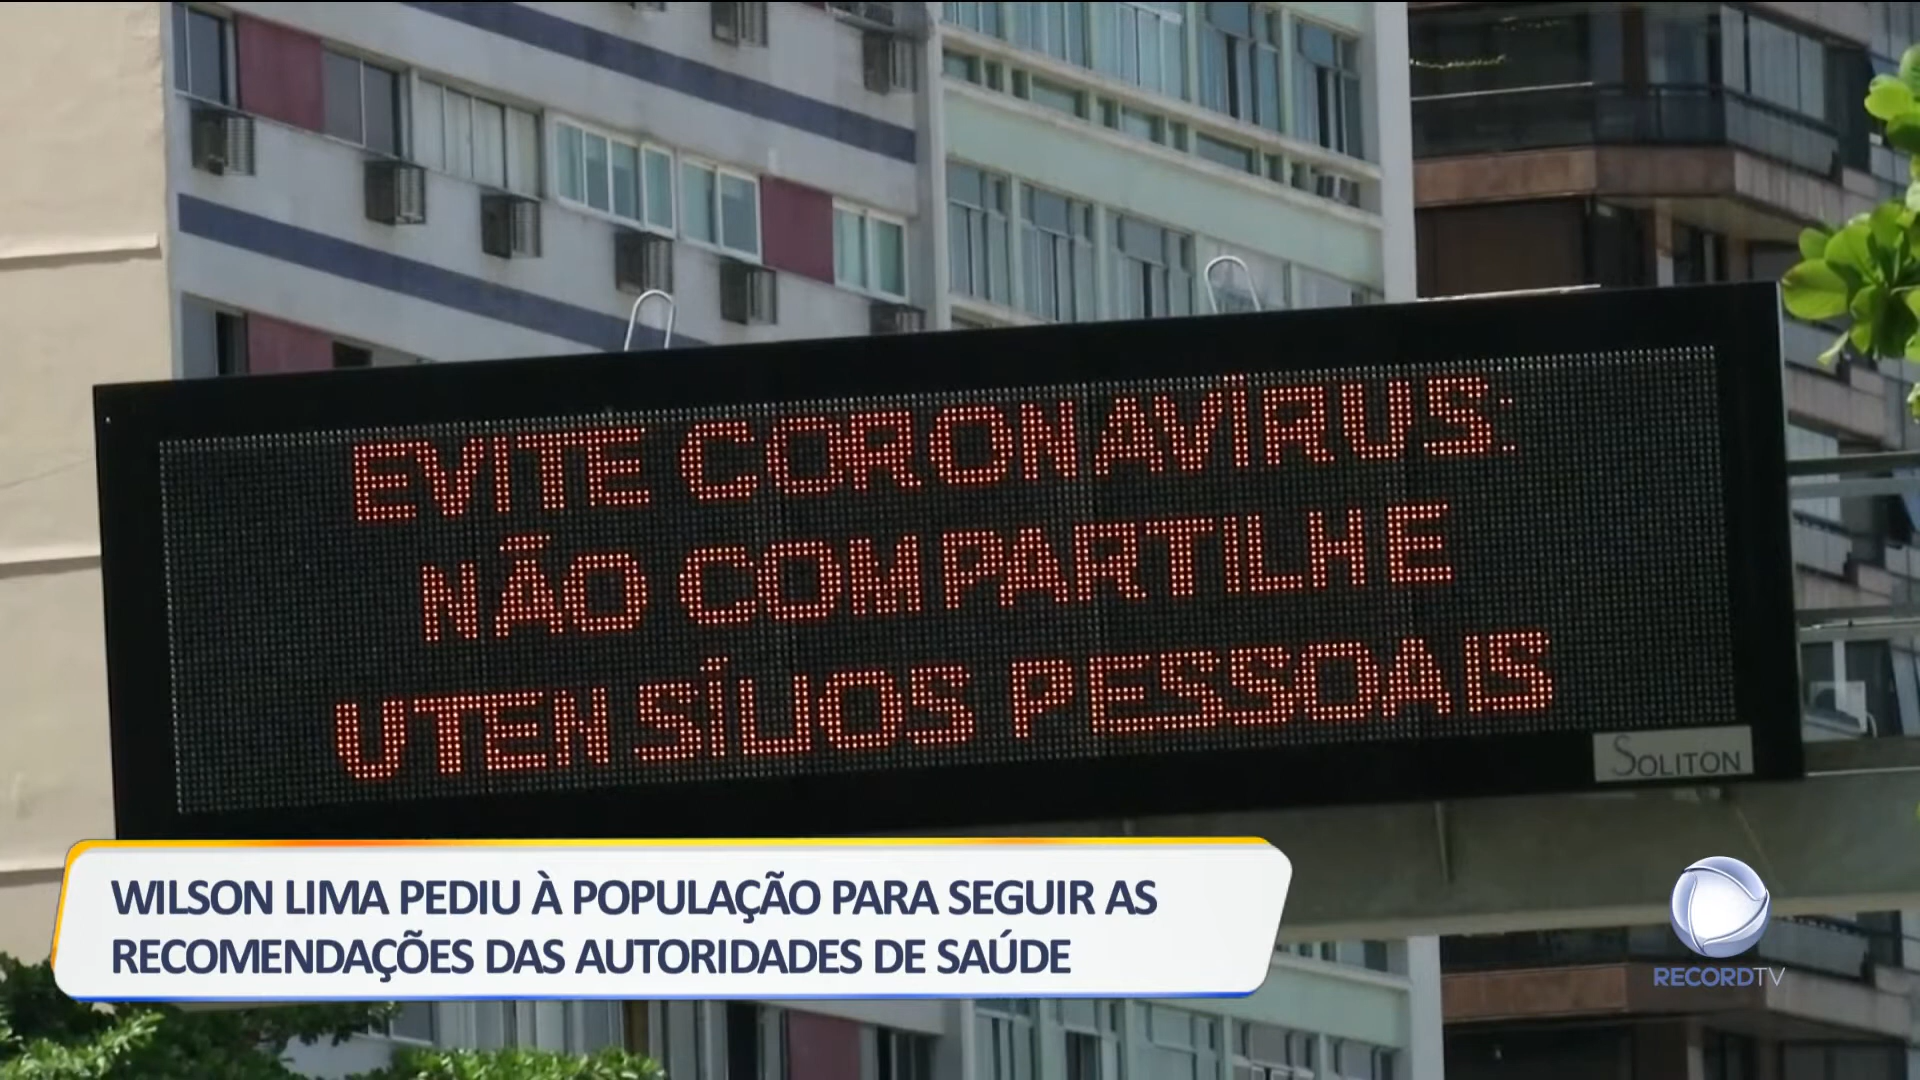 EVITE CORONAVÍRUS:
NÃO COMPARTILHE
UTENSÍLIOS PESSOAIS
SOLITON
WILSON LIMA PEDIU À POPULAÇÃO PARA SEGUIR AS
RECOMENDAÇÕES DAS AUTORIDADES DE SAÚDE
RECORDTV